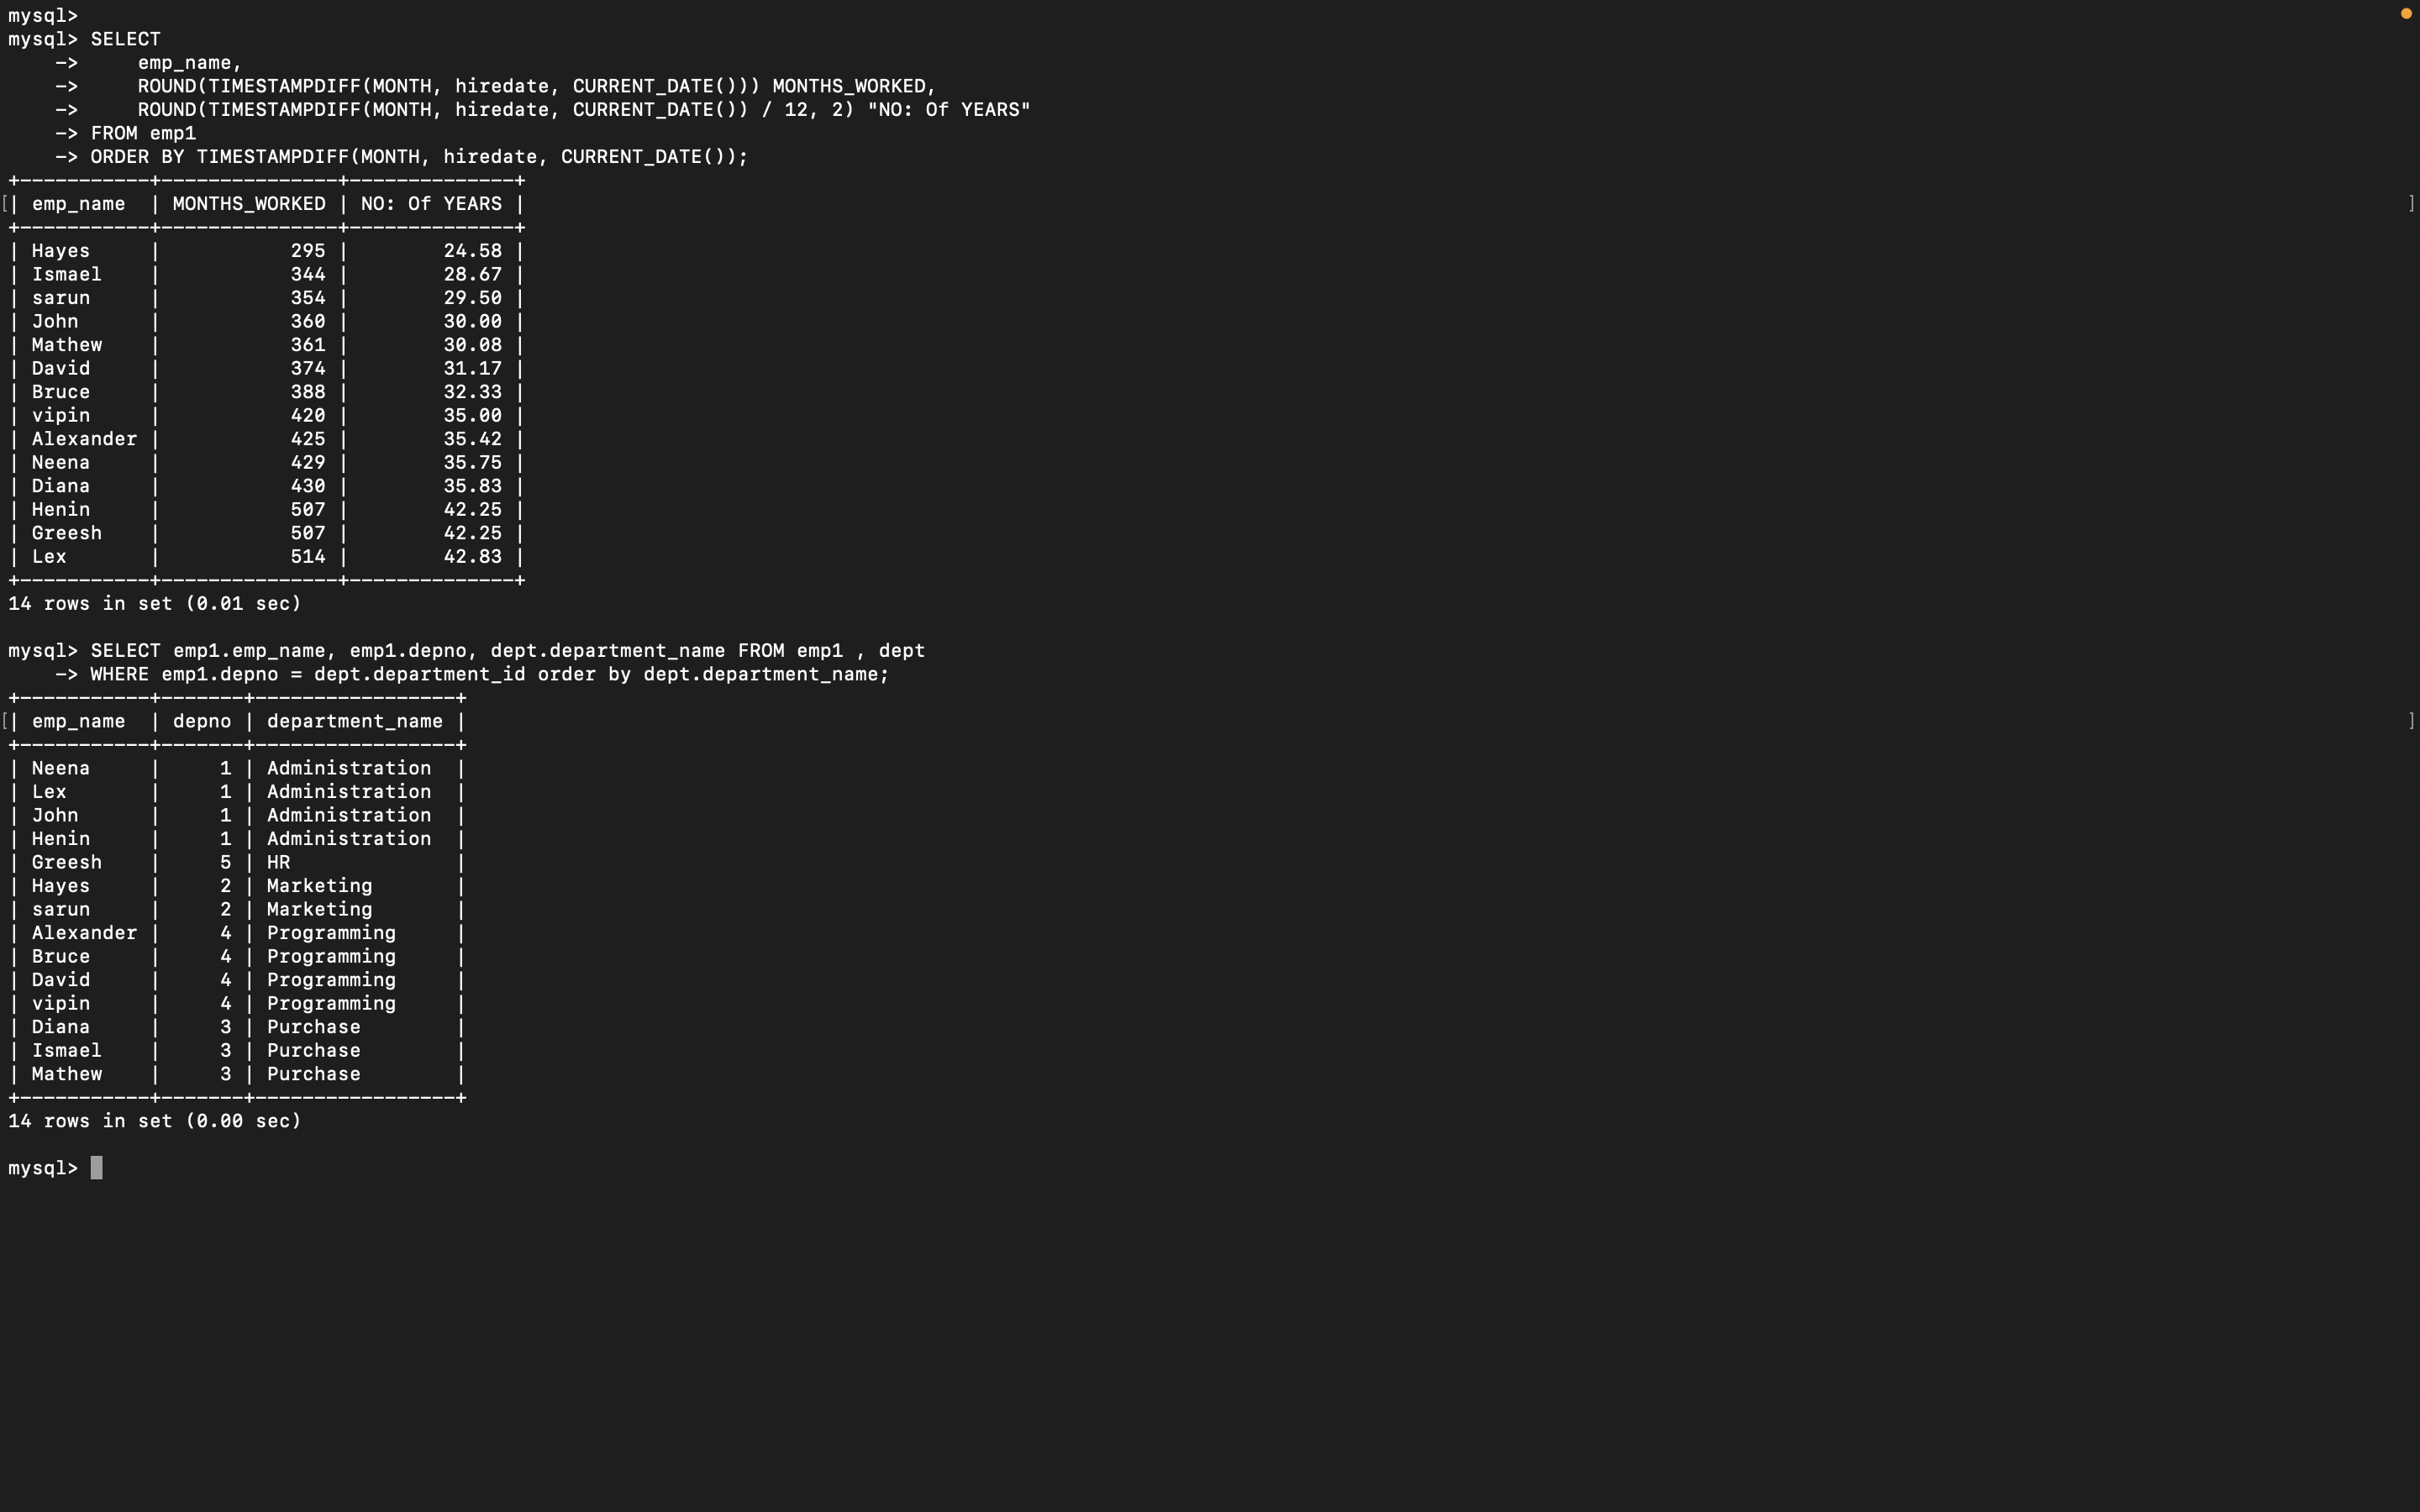 mysql>
mysql> SELECT
    ->     emp_name,
    ->     ROUND(TIMESTAMPDIFF(MONTH, hiredate, CURRENT_DATE())) MONTHS_WORKED,
    ->     ROUND(TIMESTAMPDIFF(MONTH, hiredate, CURRENT_DATE()) / 12, 2) "NO: Of YEARS"
    -> FROM emp1
    -> ORDER BY TIMESTAMPDIFF(MONTH, hiredate, CURRENT_DATE());
+-----------+---------------+--------------+
[| emp_name  | MONTHS_WORKED | NO: Of YEARS | ]
+-----------+---------------+--------------+
| Hayes     |           295 |        24.58 |
| Ismael    |           344 |        28.67 |
| sarun     |           354 |        29.50 |
| John      |           360 |        30.00 |
| Mathew    |           361 |        30.08 |
| David     |           374 |        31.17 |
| Bruce     |           388 |        32.33 |
| vipin     |           420 |        35.00 |
| Alexander |           425 |        35.42 |
| Neena     |           429 |        35.75 |
| Diana     |           430 |        35.83 |
| Henin     |           507 |        42.25 |
| Greesh    |           507 |        42.25 |
| Lex       |           514 |        42.83 |
+-----------+---------------+--------------+
14 rows in set (0.01 sec)

mysql> SELECT emp1.emp_name, emp1.depno, dept.department_name FROM emp1 , dept
    -> WHERE emp1.depno = dept.department_id order by dept.department_name;
+-----------+-------+-----------------+
[| emp_name  | depno | department_name | ]
+-----------+-------+-----------------+
| Neena     |     1 | Administration  |
| Lex       |     1 | Administration  |
| John      |     1 | Administration  |
| Henin     |     1 | Administration  |
| Greesh    |     5 | HR              |
| Hayes     |     2 | Marketing       |
| sarun     |     2 | Marketing       |
| Alexander |     4 | Programming     |
| Bruce     |     4 | Programming     |
| David     |     4 | Programming     |
| vipin     |     4 | Programming     |
| Diana     |     3 | Purchase        |
| Ismael    |     3 | Purchase        |
| Mathew    |     3 | Purchase        |
+-----------+-------+-----------------+
14 rows in set (0.00 sec)

mysql>